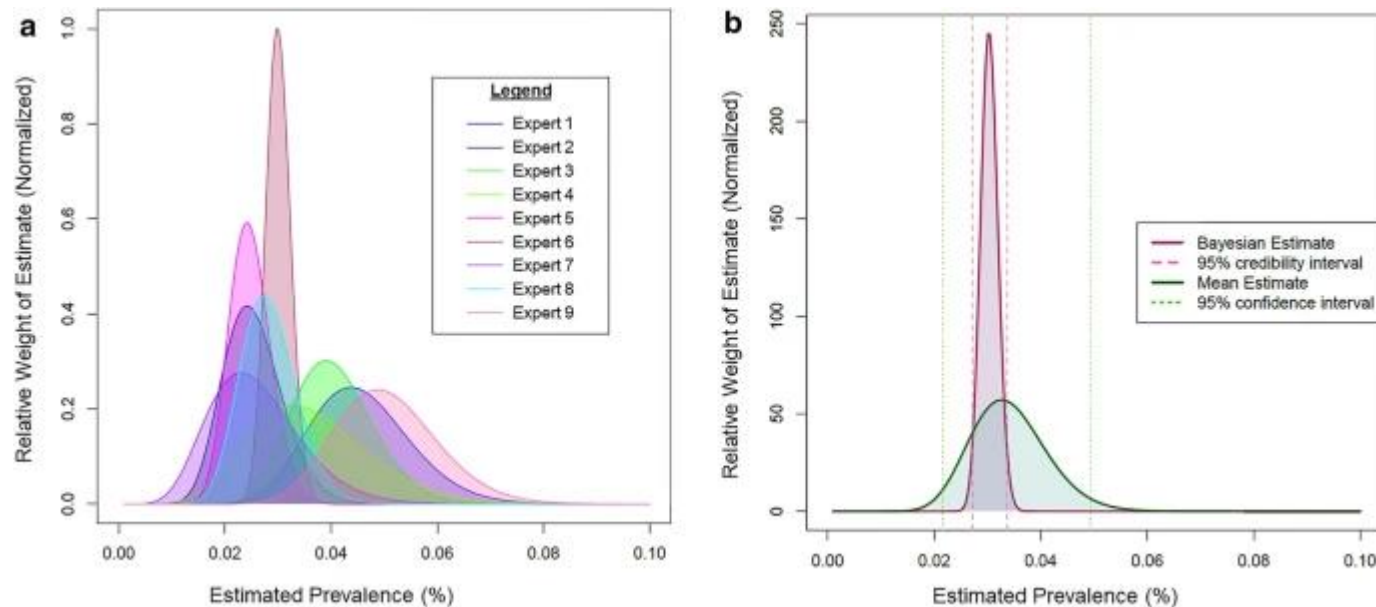 a
Relative Weight of Estimate (Normalized)
1.0
0.8
0.6
0.4
0.2
0.0
Legend
Expert 1
Expert 2
Expert 3
Expert 4
Expert 5
Expert 6
Expert 7
Expert 8
Expert 9
0.00 0.02 0.04 0.06 0.08 0.10
Estimated Prevalence (%)
b
Relative Weight of Estimate (Normalized)
250
200
150
100
50
0
Bayesian Estimate
95% credibility interval
Mean Estimate
95% confidence interval
0.00 0.02 0.04 0.06 0.08 0.10
Estimated Prevalence (%)